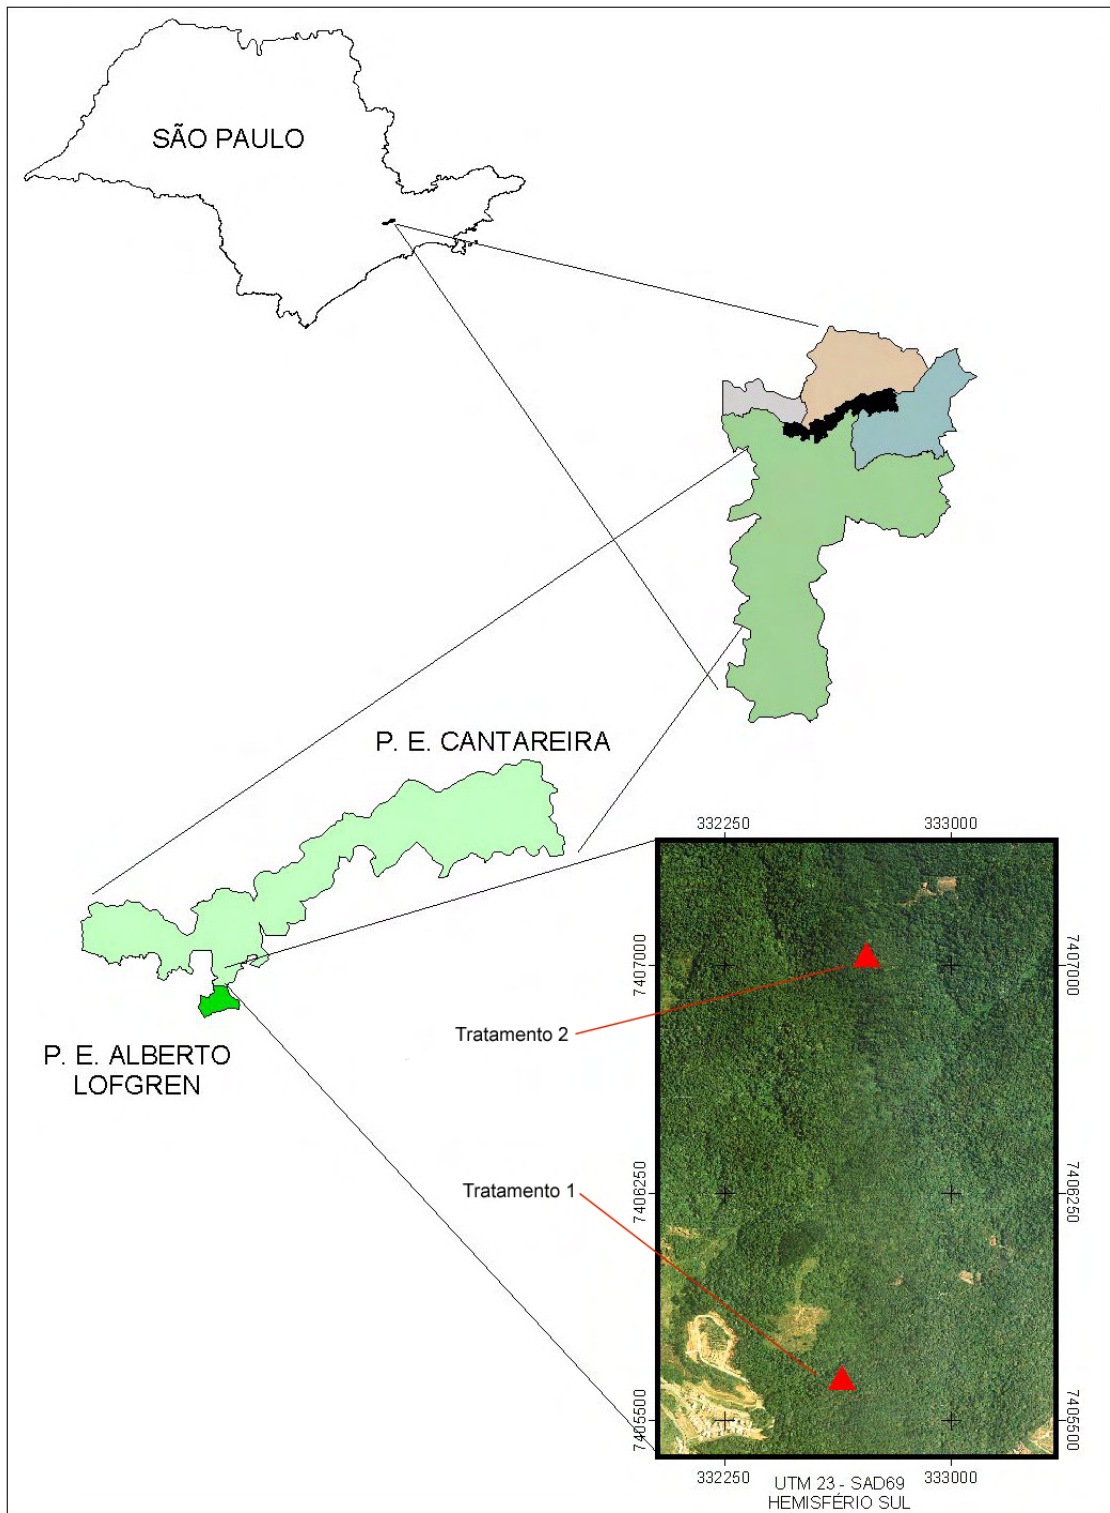 SÃO PAULO
P. E. CANTAREIRA
P. E. ALBERTO
LOFGREN
332250
333000
7407000
7407000
Tratamento 2
Tratamento 1
7406250
7406250
7405500
7405500
332250
333000
UTM 23 - SAD69
HEMISFÉRIO SUL